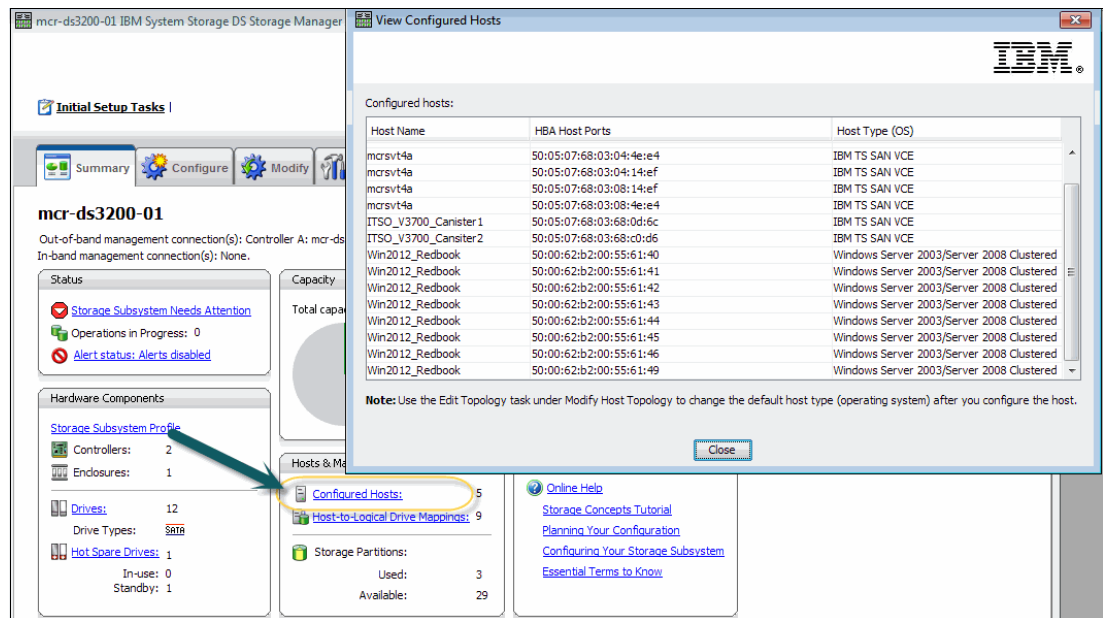 mcr-ds3200-01 IBM System Storage DS Storage Manager
View Configured Hosts
IBM®
Initial Setup Tasks |
Configured hosts:
Host Name HBA Host Ports Host Type (OS)
mcrsvt4a 50:05:07:68:03:04:4e:e4 IBM TS SAN VCE
mcrsvt4a 50:05:07:68:03:04:14:ef IBM TS SAN VCE
mcrsvt4a 50:05:07:68:03:08:14:ef IBM TS SAN VCE
mcrsvt4a 50:05:07:68:03:08:4e:e4 IBM TS SAN VCE
ITSO_V3700_Canister1 50:05:07:68:03:68:0d:6c IBM TS SAN VCE
ITSO_V3700_Cansiter2 50:05:07:68:03:68:c0:d6 IBM TS SAN VCE
Win2012_Redbook 50:00:62:b2:00:55:61:40 Windows Server 2003/Server 2008 Clustered
Win2012_Redbook 50:00:62:b2:00:55:61:41 Windows Server 2003/Server 2008 Clustered
Win2012_Redbook 50:00:62:b2:00:55:61:42 Windows Server 2003/Server 2008 Clustered
Win2012_Redbook 50:00:62:b2:00:55:61:43 Windows Server 2003/Server 2008 Clustered
Win2012_Redbook 50:00:62:b2:00:55:61:44 Windows Server 2003/Server 2008 Clustered
Win2012_Redbook 50:00:62:b2:00:55:61:45 Windows Server 2003/Server 2008 Clustered
Win2012_Redbook 50:00:62:b2:00:55:61:46 Windows Server 2003/Server 2008 Clustered
Win2012_Redbook 50:00:62:b2:00:55:61:49 Windows Server 2003/Server 2008 Clustered
Note: Use the Edit Topology task under Modify Host Topology to change the default host type (operating system) after you configure the host.
Close
Summary Configure Modify
mcr-ds3200-01
Out-of-band management connection(s): Controller A: mcr-ds
In-band management connection(s): None.
Status
Storage Subsystem Needs Attention
Operations in Progress: 0
Alert status: Alerts disabled
Capacity
Total capa
Hardware Components
Storage Subsystem Profile
Controllers: 2
Enclosures: 1
Drives: 12
Drive Types: SATA
Hot Spare Drives: 1
In-use: 0
Standby: 1
Hosts & Ma
Configured Hosts: 5
Host-to-Logical Drive Mappings: 9
Storage Partitions:
Used: 3
Available: 29
Online Help
Storage Concepts Tutorial
Planning Your Configuration
Configuring Your Storage Subsystem
Essential Terms to Know